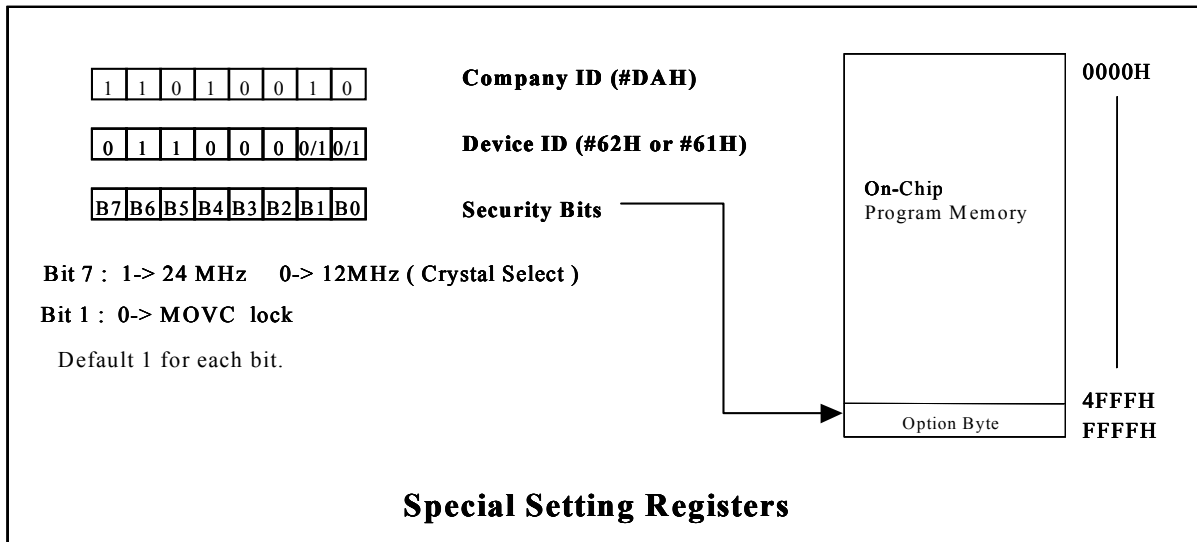 1 1 0 1 0 0 1 0 Company ID (#DAH)
0 1 1 0 0 0 0/1 0/1 Device ID (#62H or #61H)
B7 B6 B5 B4 B3 B2 B1 B0 Security Bits
Bit 7 : 1-> 24 MHz 0-> 12MHz ( Crystal Select )
Bit 1 : 0-> MOVC lock
Default 1 for each bit.
0000H
On-Chip
Program Memory
4FFFH
Option Byte
FFFFH
Special Setting Registers